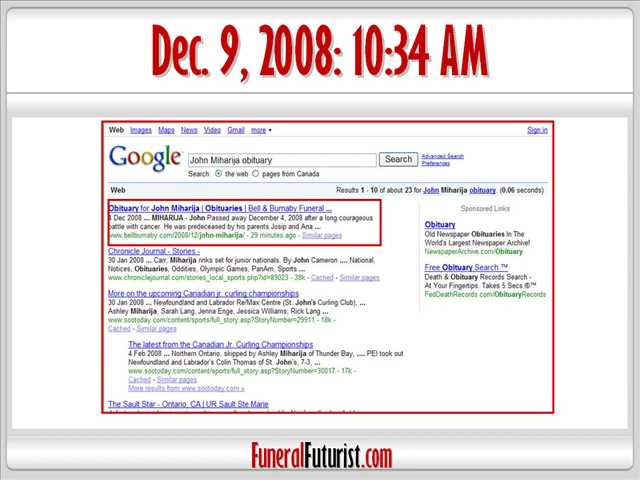 Dec. 9, 2008: 10:34 AM
Web Images Maps News Video Gmail more ▾ Sign in
Google
John Miharija obituary
Search
Advanced Search
Preferences
Search: the web pages from Canada
Web Results 1 - 10 of about 23 for John Miharija obituary. (0.06 seconds)
Obituary for John Miharija | Obituaries | Bell & Burnaby Funeral ...
4 Dec 2008 ... MIHARIJA - John Passed away December 4, 2008 after a long courageous
battle with cancer. He was predeceased by his parents Josip and Ana ...
www.bellburnaby.com/2008/12/john-miharija/ - 29 minutes ago - Similar pages
Chronicle Journal - Stories -
30 Jan 2008 ... Carr, Miharija rinks set for junior nationals. By John Cameron .... National,
Notices, Obituaries, Oddities, Olympic Games, PanAm, Sports ...
www.chroniclejournal.com/stories_local_sports.php?id=89023 - 38k - Cached - Similar pages
More on the upcoming Canadian jr. curling championships
30 Jan 2008 ... Newfoundland and Labrador Re/Max Centre (St. John's Curling Club), ...
Ashley Miharija, Sarah Lang, Jenna Enge, Jessica Williams, Rick Lang ...
www.sootoday.com/content/sports/full_story.asp?StoryNumber=29911 - 18k -
Cached - Similar pages
The latest from the Canadian Jr. Curling Championships
4 Feb 2008 ... Northern Ontario, skipped by Ashley Miharija of Thunder Bay, .... PEI took out
Newfoundland and Labrador's Colin Thomas of St. John's, 7-3, ...
www.sootoday.com/content/sports/full_story.asp?StoryNumber=30017 - 17k -
Cached - Similar pages
More results from www.sootoday.com »
The Sault Star - Ontario, CA | UR Sault Ste Marie
Sponsored Links
Obituary
Old Newspaper Obituaries In The
World's Largest Newspaper Archive!
NewspaperArchive.com/Obituary
Free Obituary Search ™
Death & Obituary Records Search -
At Your Fingertips. Takes 5 Secs.®™
FedDeathRecords.com/ObituaryRecords
FuneralFuturist.com